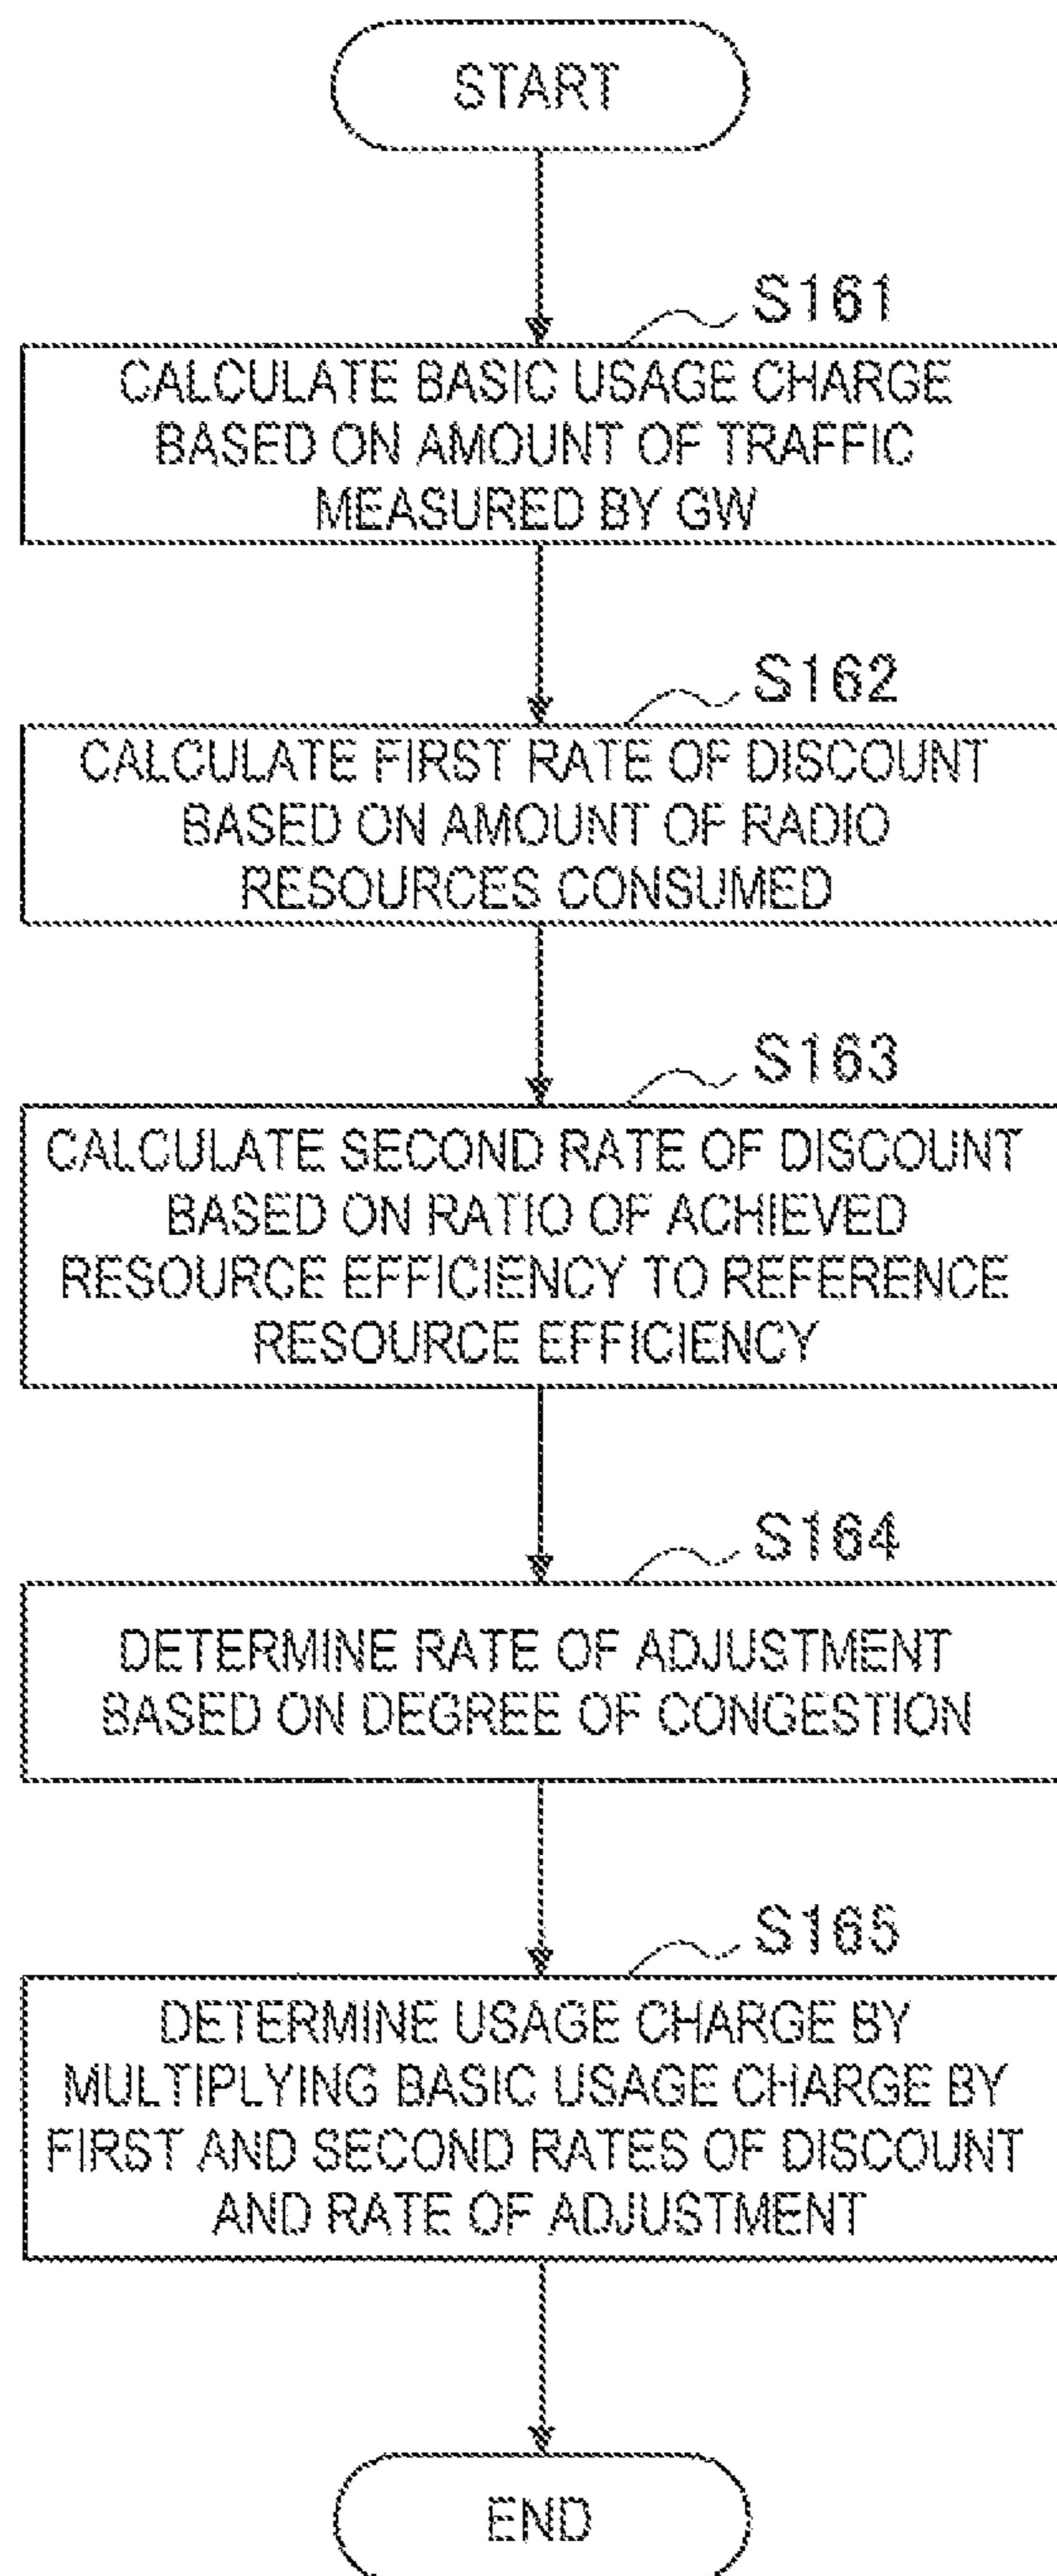 START
S161
CALCULATE BASIC USAGE CHARGE
BASED ON AMOUNT OF TRAFFIC
MEASURED BY GW
S162
CALCULATE FIRST RATE OF DISCOUNT
BASED ON AMOUNT OF RADIO
RESOURCES CONSUMED
S163
CALCULATE SECOND RATE OF DISCOUNT
BASED ON RATIO OF ACHIEVED
RESOURCE EFFICIENCY TO REFERENCE
RESOURCE EFFICIENCY
S164
DETERMINE RATE OF ADJUSTMENT
BASED ON DEGREE OF CONGESTION
S165
DETERMINE USAGE CHARGE BY
MULTIPLYING BASIC USAGE CHARGE BY
FIRST AND SECOND RATES OF DISCOUNT
AND RATE OF ADJUSTMENT
END